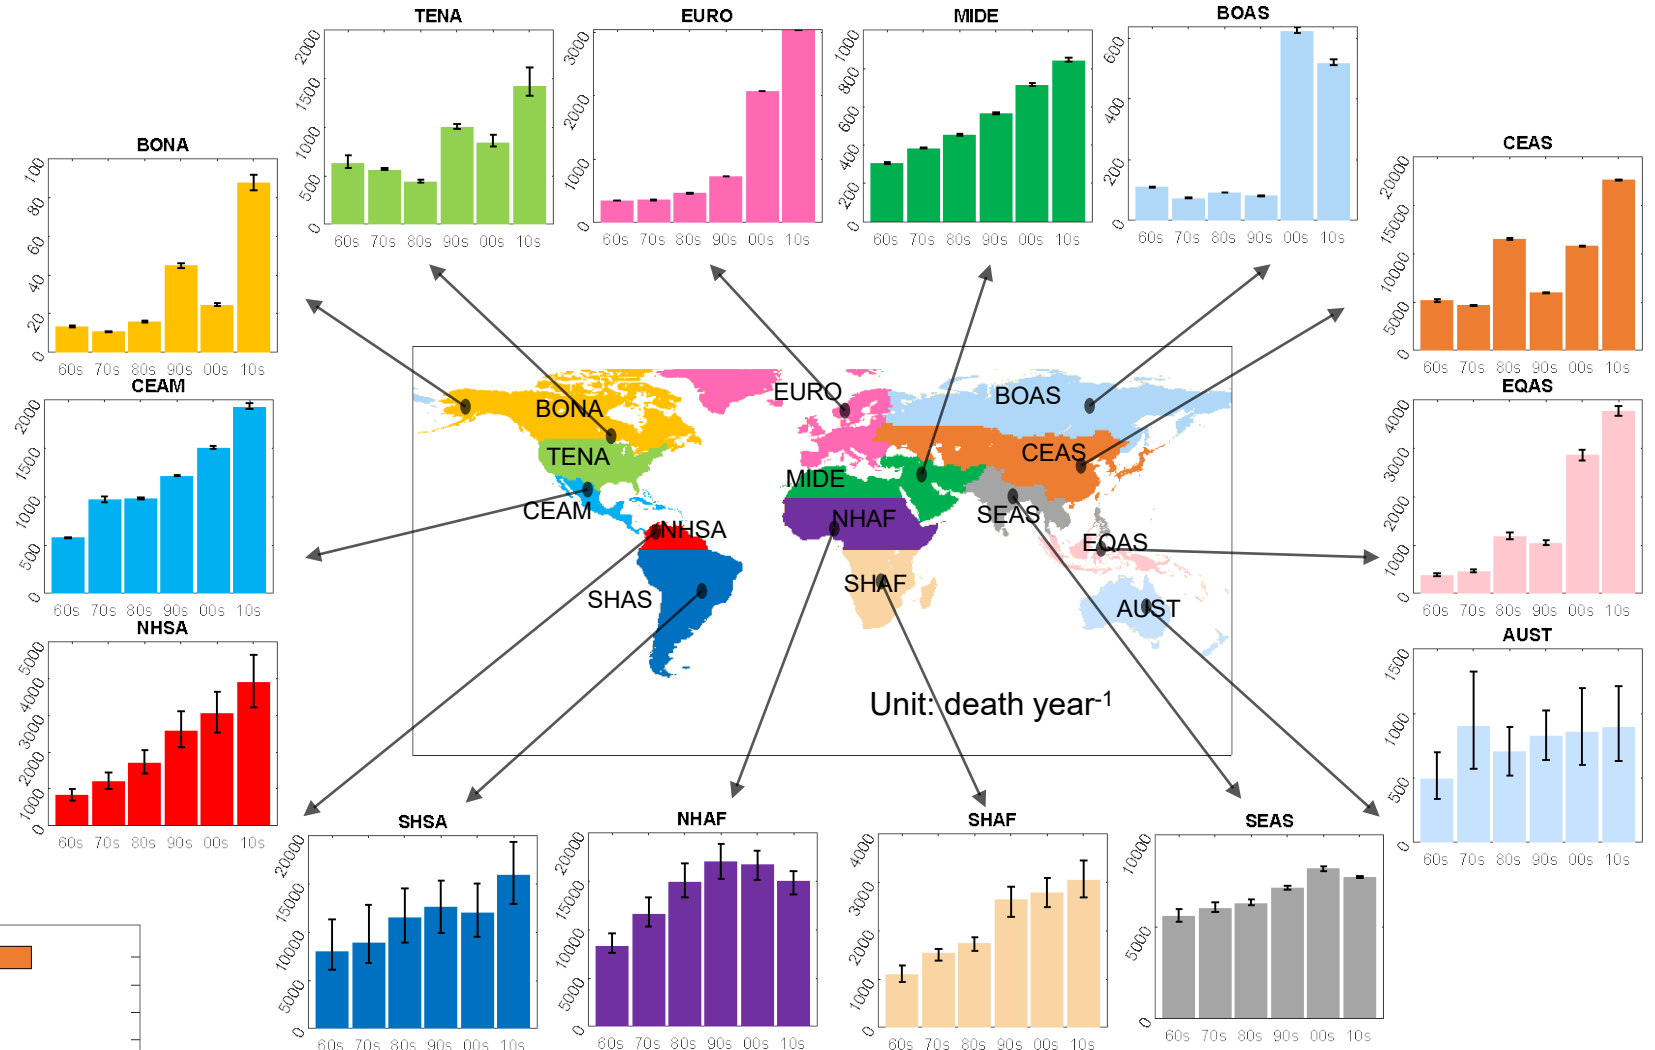 TENA
2000
1500
1000
500
0
60s 70s 80s 90s 00s 10s
EURO
3000
2000
1000
0
60s 70s 80s 90s 00s 10s
MIDE
1000
800
600
400
200
0
60s 70s 80s 90s 00s 10s
BOAS
600
400
200
0
60s 70s 80s 90s 00s 10s
BONA
100
80
60
40
20
0
60s 70s 80s 90s 00s 10s
CEAS
20000
15000
10000
5000
0
60s 70s 80s 90s 00s 10s
CEAM
2000
1500
1000
500
0
60s 70s 80s 90s 00s 10s
EURO
BOAS
BONA
CEAS
TENA
MIDE
CEAM
NHSA
NHAF
SEAS
EQAS
SHAF
SHAS
AUST
Unit: death year-1
EQAS
4000
3000
2000
1000
0
60s 70s 80s 90s 00s 10s
NHSA
5000
4000
3000
2000
1000
0
60s 70s 80s 90s 00s 10s
AUST
1500
1000
500
0
60s 70s 80s 90s 00s 10s
SHSA
20000
15000
10000
5000
0
60s 70s 80s 90s 00s 10s
NHAF
20000
15000
10000
5000
0
60s 70s 80s 90s 00s 10s
SHAF
4000
3000
2000
1000
0
60s 70s 80s 90s 00s 10s
SEAS
10000
5000
0
60s 70s 80s 90s 00s 10s